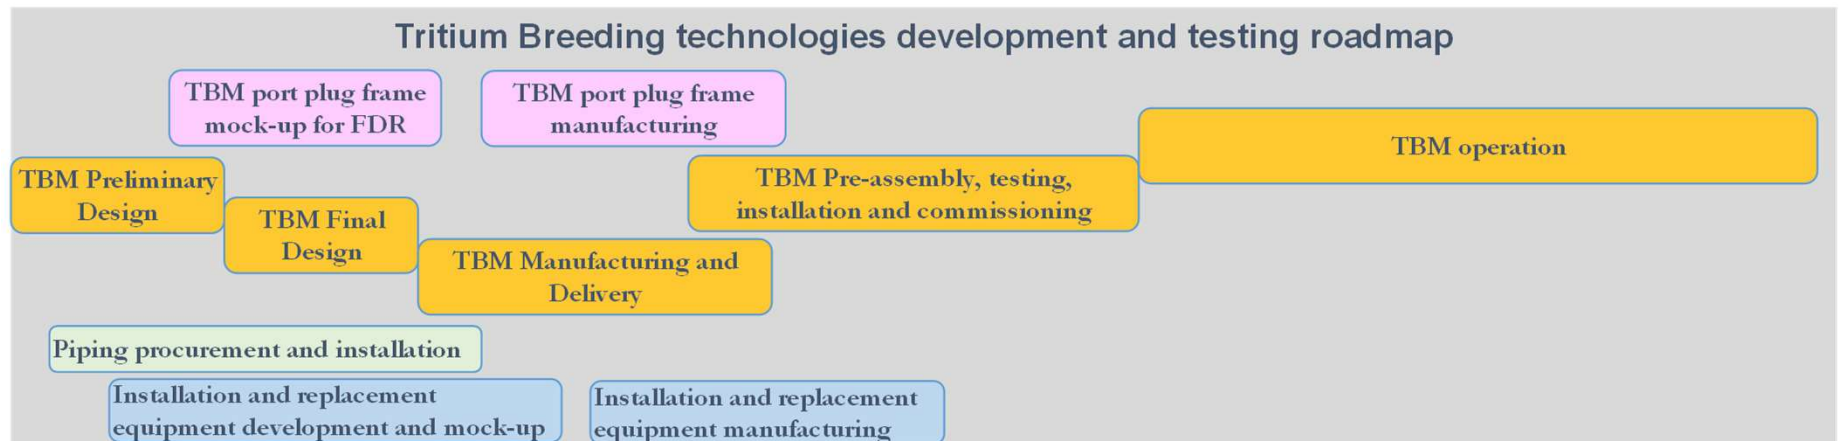 Tritium Breeding technologies development and testing roadmap
TBM port plug frame
mock-up for FDR
TBM port plug frame
manufacturing
TBM operation
TBM Preliminary
Design
TBM Pre-assembly, testing,
installation and commissioning
TBM Final
Design
TBM Manufacturing and
Delivery
Piping procurement and installation
Installation and replacement
equipment development and mock-up
Installation and replacement
equipment manufacturing